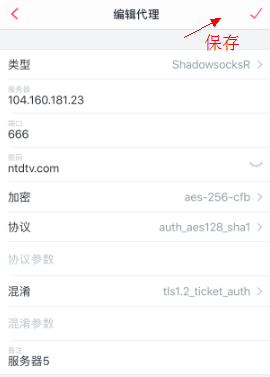 编辑代理
保存
类型 ShadowsocksR
服务器
104.160.181.23
端口
666
密码
ntdtv.com
加密 aes-256-cfb
协议 auth_aes128_sha1
协议参数
混淆 tls1.2_ticket_auth
混淆参数
备注
服务器5